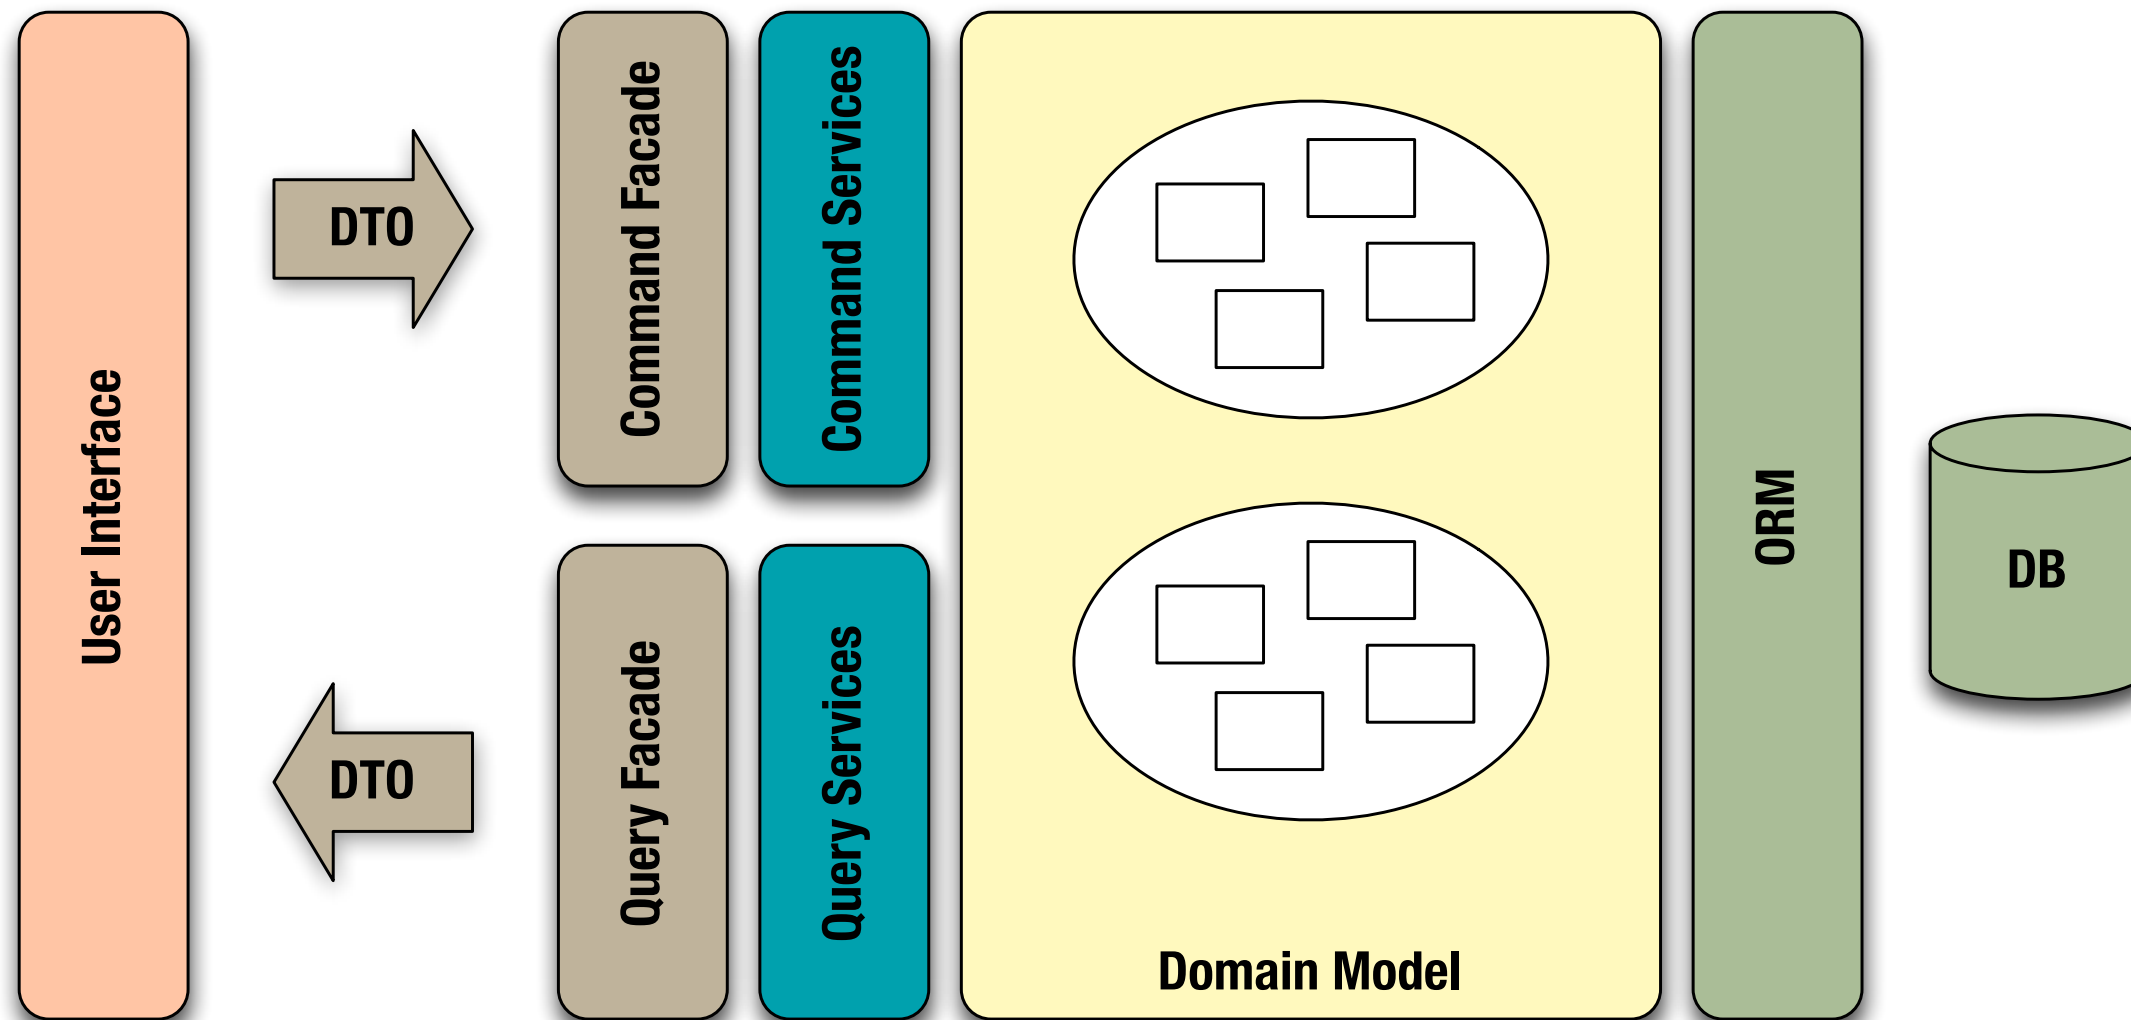 User Interface
DTO
DTO
Command Facade
Query Facade
Command Services
Query Services
Domain Model
ORM
DB